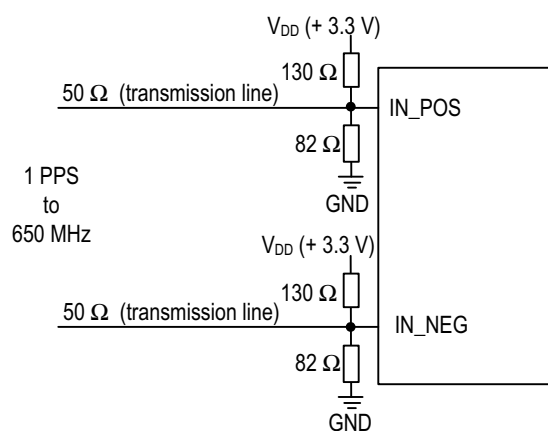 V_DD (+ 3.3 V)
130 Ω
50 Ω (transmission line)
IN_POS
82 Ω
GND
1 PPS
to
650 MHz
V_DD (+ 3.3 V)
130 Ω
50 Ω (transmission line)
IN_NEG
82 Ω
GND